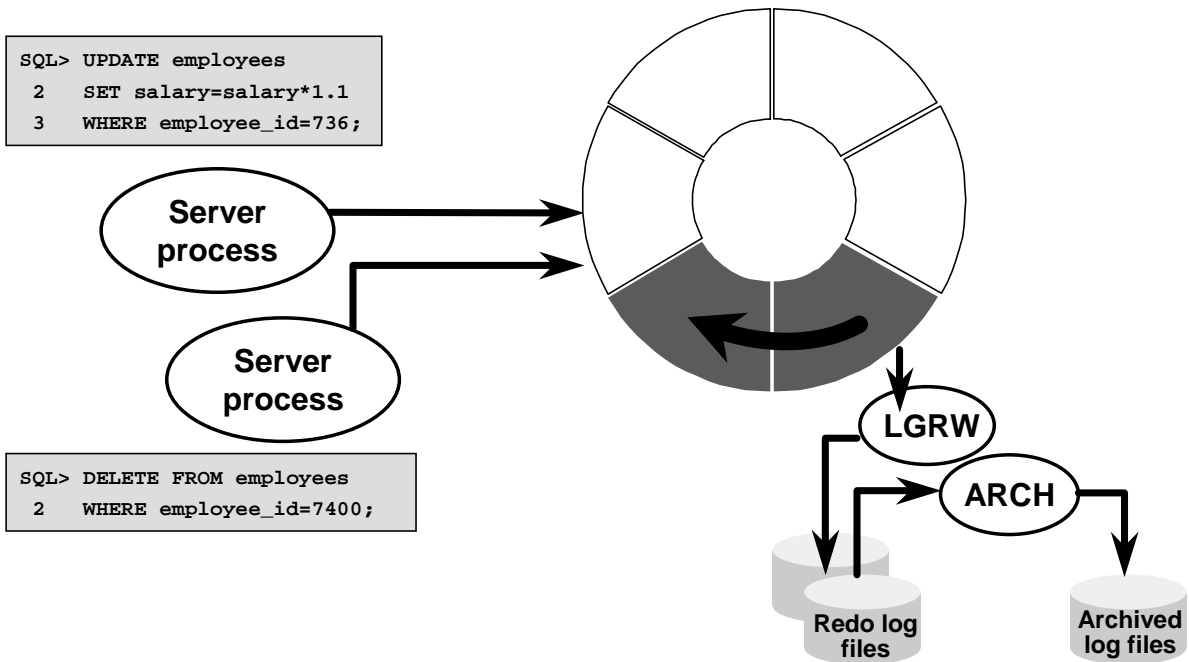 SQL> UPDATE employees
2 SET salary=salary*1.1
3 WHERE employee_id=736;
Server
process
Server
process
SQL> DELETE FROM employees
2 WHERE employee_id=7400;
LGRW
ARCH
Redo log
files
Archived
log files